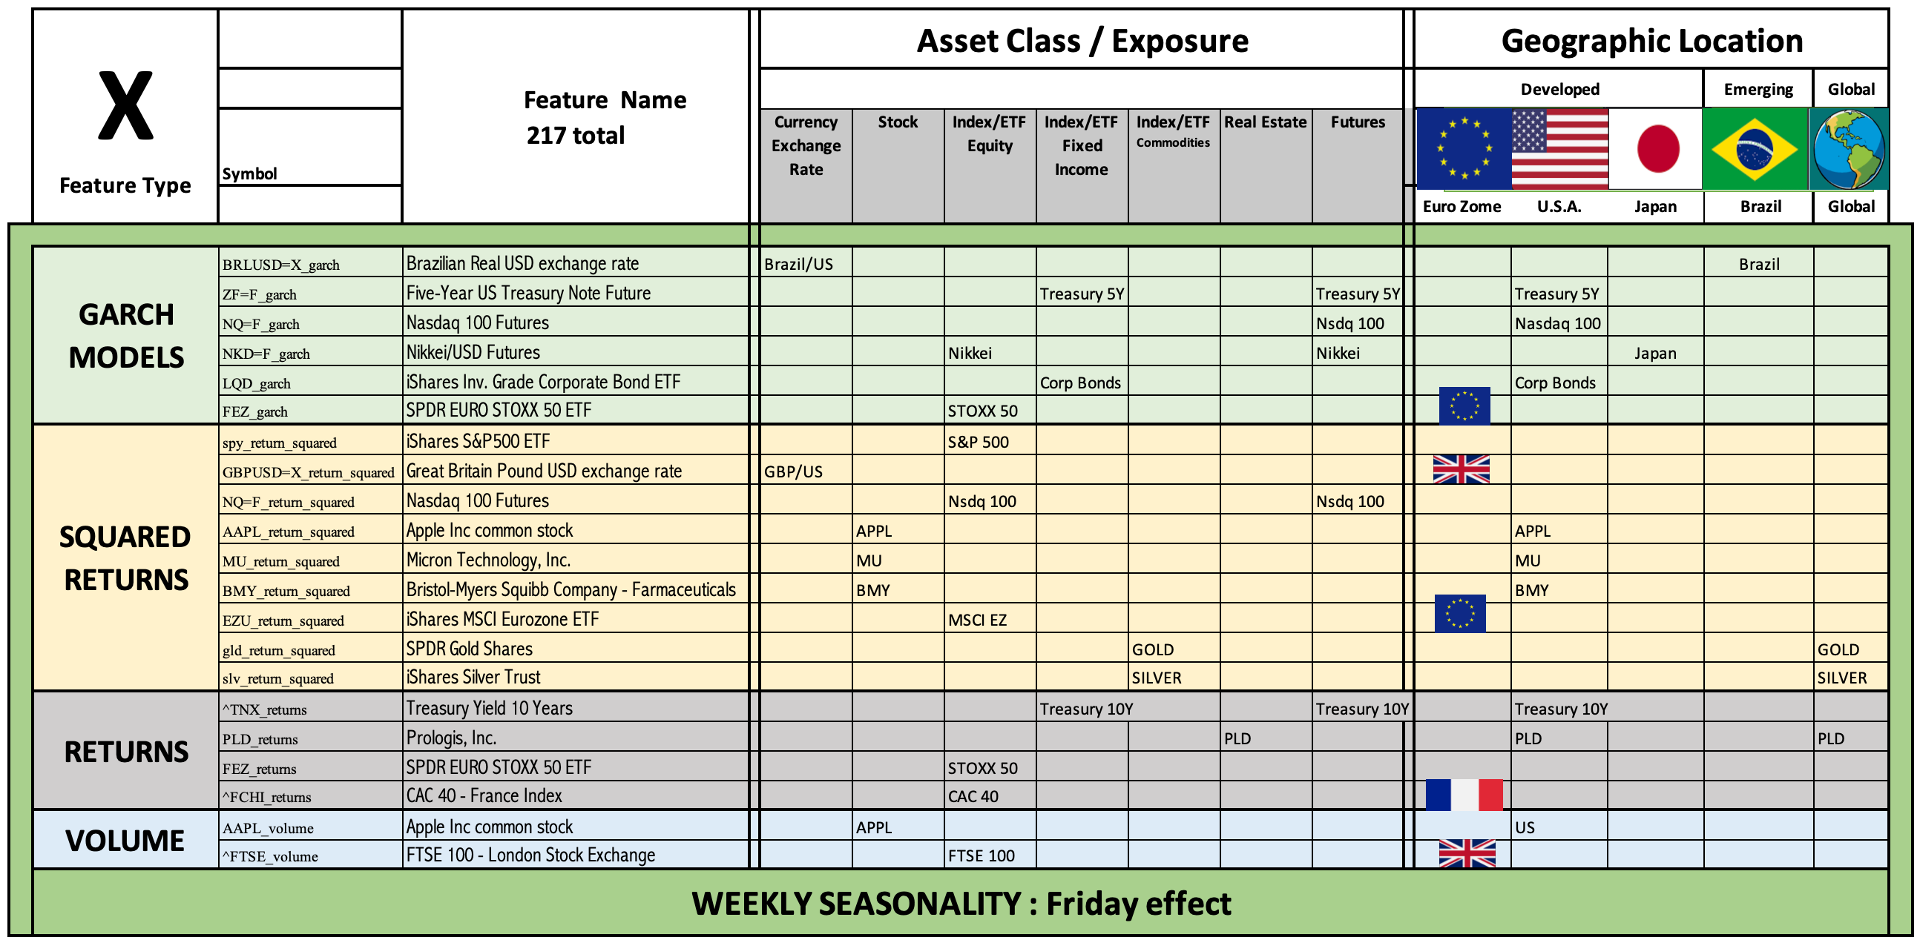 Asset Class / Exposure
Geographic Location
X
Feature Type
Symbol
Feature Name
217 total
Developed
Emerging
Global
Currency Exchange Rate
Stock
Index/ETF Equity
Index/ETF Fixed Income
Index/ETF Commodities
Real Estate
Futures
Euro Zome
U.S.A.
Japan
Brazil
Global
GARCH MODELS
BRLUSD=X_garch Brazilian Real USD exchange rate Brazil/US Brazil
ZF=F_garch Five-Year US Treasury Note Future Treasury 5Y Treasury 5Y Treasury 5Y
NQ=F_garch Nasdaq 100 Futures Nsdq 100 Nasdaq 100
NKD=F_garch Nikkei/USD Futures Nikkei Nikkei Japan
LQD_garch iShares Inv. Grade Corporate Bond ETF Corp Bonds Corp Bonds
FEZ_garch SPDR EURO STOXX 50 ETF STOXX 50
SQUARED RETURNS
spy_return_squared iShares S&P500 ETF S&P 500
GBPUSD=X_return_squared Great Britain Pound USD exchange rate GBP/US
NQ=F_return_squared Nasdaq 100 Futures Nsdq 100 Nsdq 100
AAPL_return_squared Apple Inc common stock APPL APPL
MU_return_squared Micron Technology, Inc. MU MU
BMY_return_squared Bristol-Myers Squibb Company - Farmaceuticals BMY BMY
EZU_return_squared iShares MSCI Eurozone ETF MSCI EZ
gld_return_squared SPDR Gold Shares GOLD GOLD
slv_return_squared iShares Silver Trust SILVER SILVER
RETURNS
^TNX_returns Treasury Yield 10 Years Treasury 10Y Treasury 10Y Treasury 10Y
PLD_returns Prologis, Inc. PLD PLD PLD
FEZ_returns SPDR EURO STOXX 50 ETF STOXX 50
^FCHI_returns CAC 40 - France Index CAC 40
VOLUME
AAPL_volume Apple Inc common stock APPL US
^FTSE_volume FTSE 100 - London Stock Exchange FTSE 100
WEEKLY SEASONALITY : Friday effect